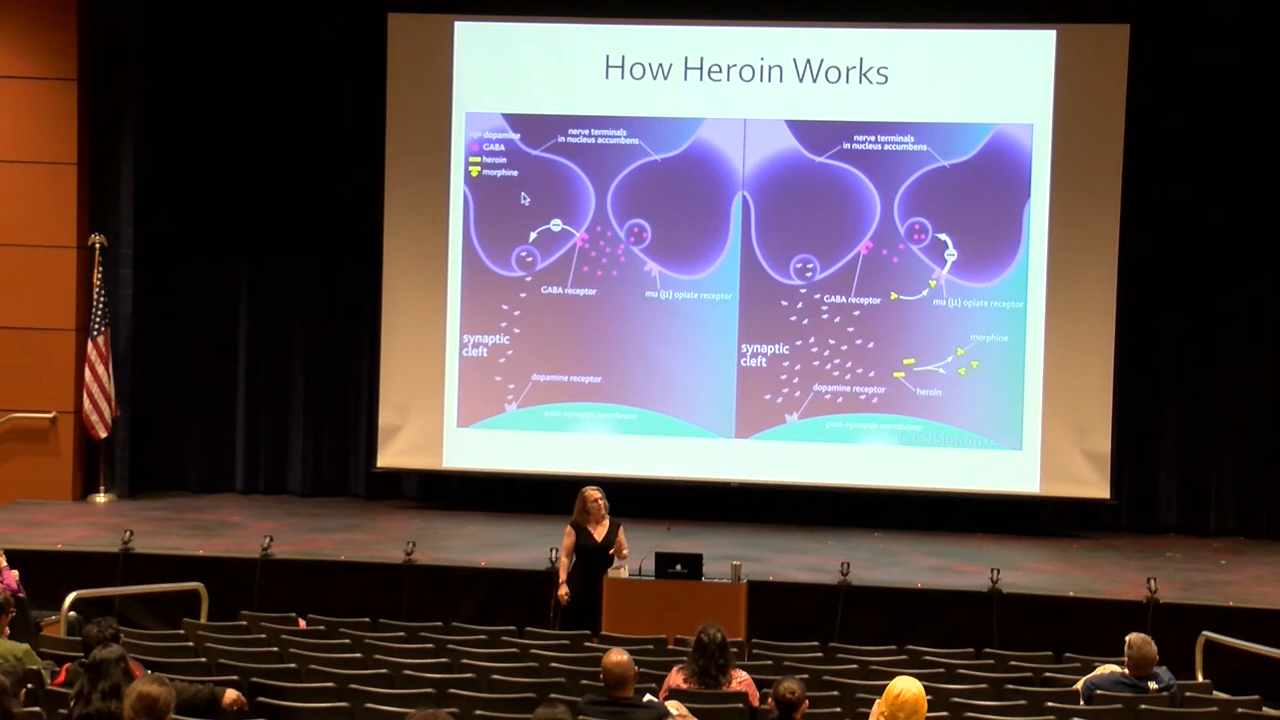 How Heroin Works
dopamine
GABA
heroin
morphine
nerve terminals
in nucleus accumbens
GABA receptor
mu (µ1) opiate receptor
synaptic
cleft
dopamine receptor
post-synaptic membrane
nerve terminals
in nucleus accumbens
GABA receptor
mu (µ1) opiate receptor
synaptic
cleft
morphine
heroin
dopamine receptor
post-synaptic membrane